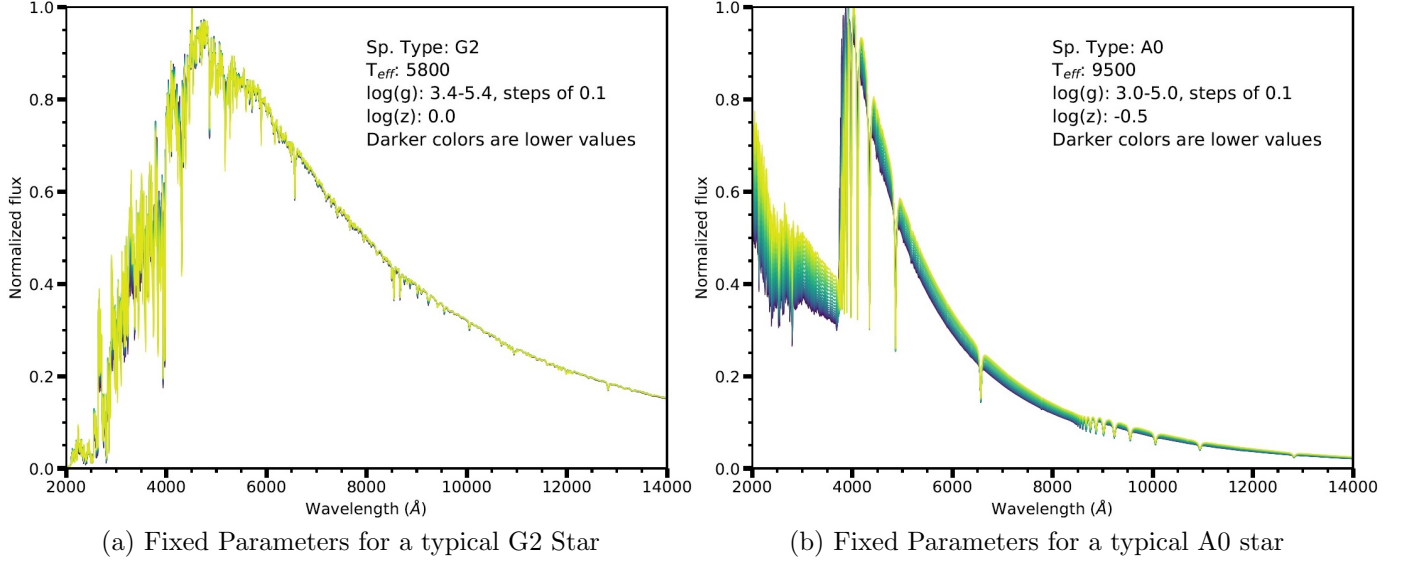 1.0
0.8
0.6
0.4
0.2
0.0
Normalized flux
Sp. Type: G2
T_eff: 5800
log(g): 3.4-5.4, steps of 0.1
log(z): 0.0
Darker colors are lower values
2000 4000 6000 8000 10000 12000 14000
Wavelength (Å)
(a) Fixed Parameters for a typical G2 Star
1.0
0.8
0.6
0.4
0.2
0.0
Normalized flux
Sp. Type: A0
T_eff: 9500
log(g): 3.0-5.0, steps of 0.1
log(z): -0.5
Darker colors are lower values
2000 4000 6000 8000 10000 12000 14000
Wavelength (Å)
(b) Fixed Parameters for a typical A0 star